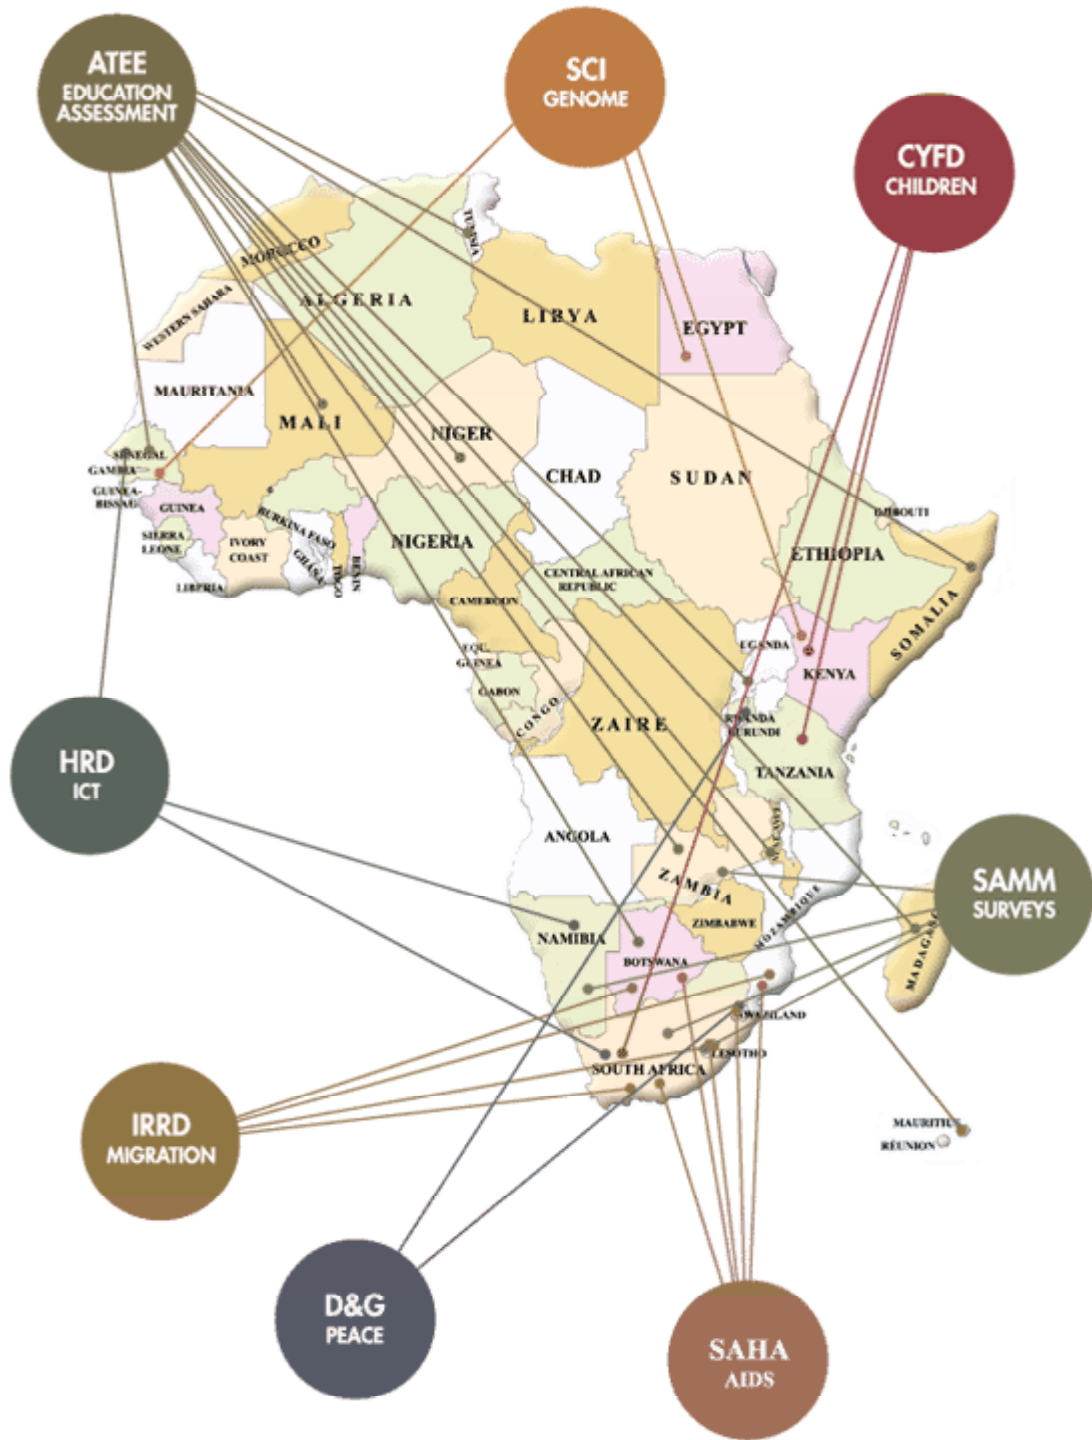 ATEE
EDUCATION
ASSESSMENT
SCI
GENOME
CYFD
CHILDREN
TUNISIA
MOROCCO
ALGERIA
WESTERN SAHARA
LIBYA
EGYPT
MAURITANIA
MALI
NIGER
CHAD
SUDAN
SENEGAL
GAMBIA
GUINEA-
BISSAU
GUINEA
BURKINA FASO
DJIBOUTI
SIERRA
LEONE
IVORY
COAST
GHANA
TOGO
BENIN
NIGERIA
ETHIOPIA
LIBERIA
CENTRAL AFRICAN
REPUBLIC
CAMEROON
SOMALIA
EQU.
GUINEA
UGANDA
KENYA
GABON
CONGO
ZAIRE
RWANDA
BURUNDI
HRD
ICT
TANZANIA
ANGOLA
MALAWI
ZAMBIA
SAMM
SURVEYS
ZIMBABWE
MOZAMBIQUE
NAMIBIA
BOTSWANA
MADAGASC
SWAZILAND
LESOTHO
SOUTH AFRICA
IRRD
MIGRATION
MAURITIUS
RÉUNION
D&G
PEACE
SAHA
AIDS